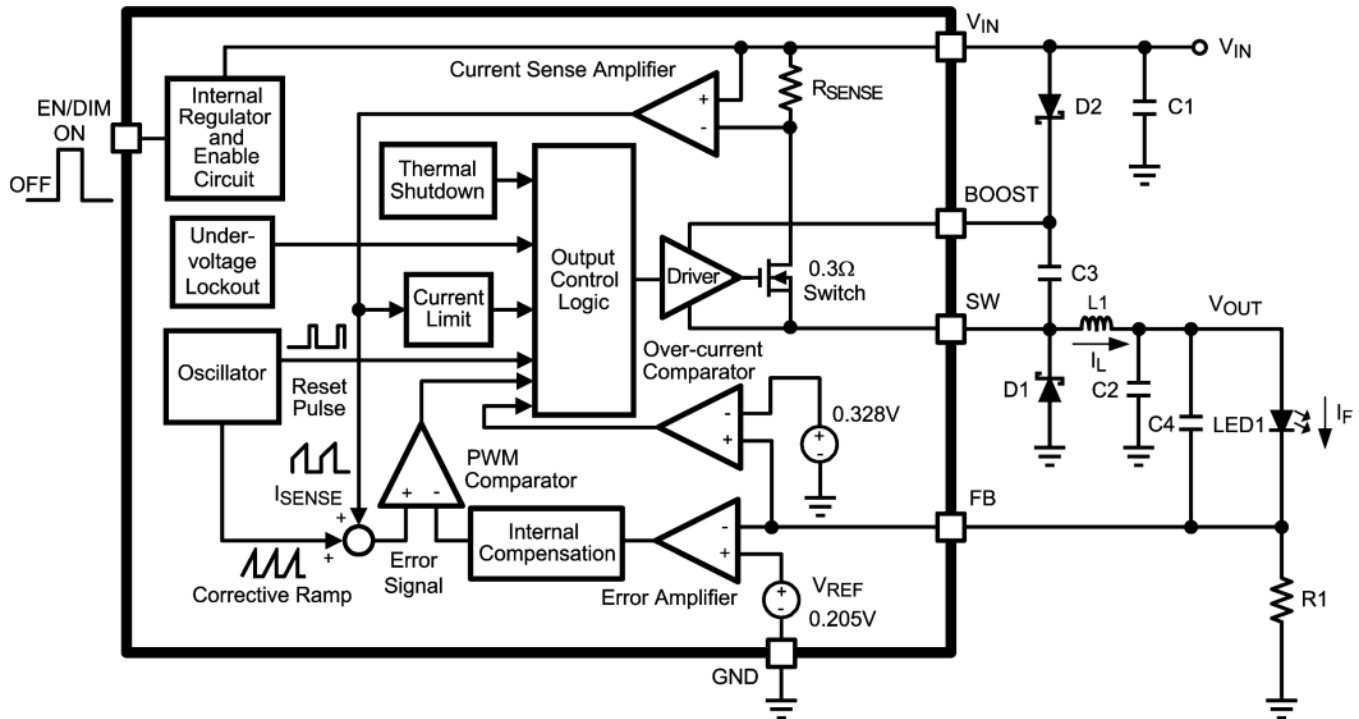 VIN
VIN
Current Sense Amplifier
RSENSE
D2
C1
EN/DIM
ON
OFF
Internal
Regulator
and
Enable
Circuit
Thermal
Shutdown
BOOST
Under-
voltage
Lockout
Output
Control
Logic
Driver
0.3Ω
Switch
C3
Current
Limit
SW
L1
VOUT
IL
Oscillator
Reset
Pulse
Over-current
Comparator
D1
C2
C4
LED1
IF
-
+
0.328V
+
-
ISENSE
PWM
Comparator
+
-
+
+
Corrective Ramp
Error
Signal
Internal
Compensation
-
+
Error Amplifier
FB
VREF
0.205V
+
-
R1
GND
+
-